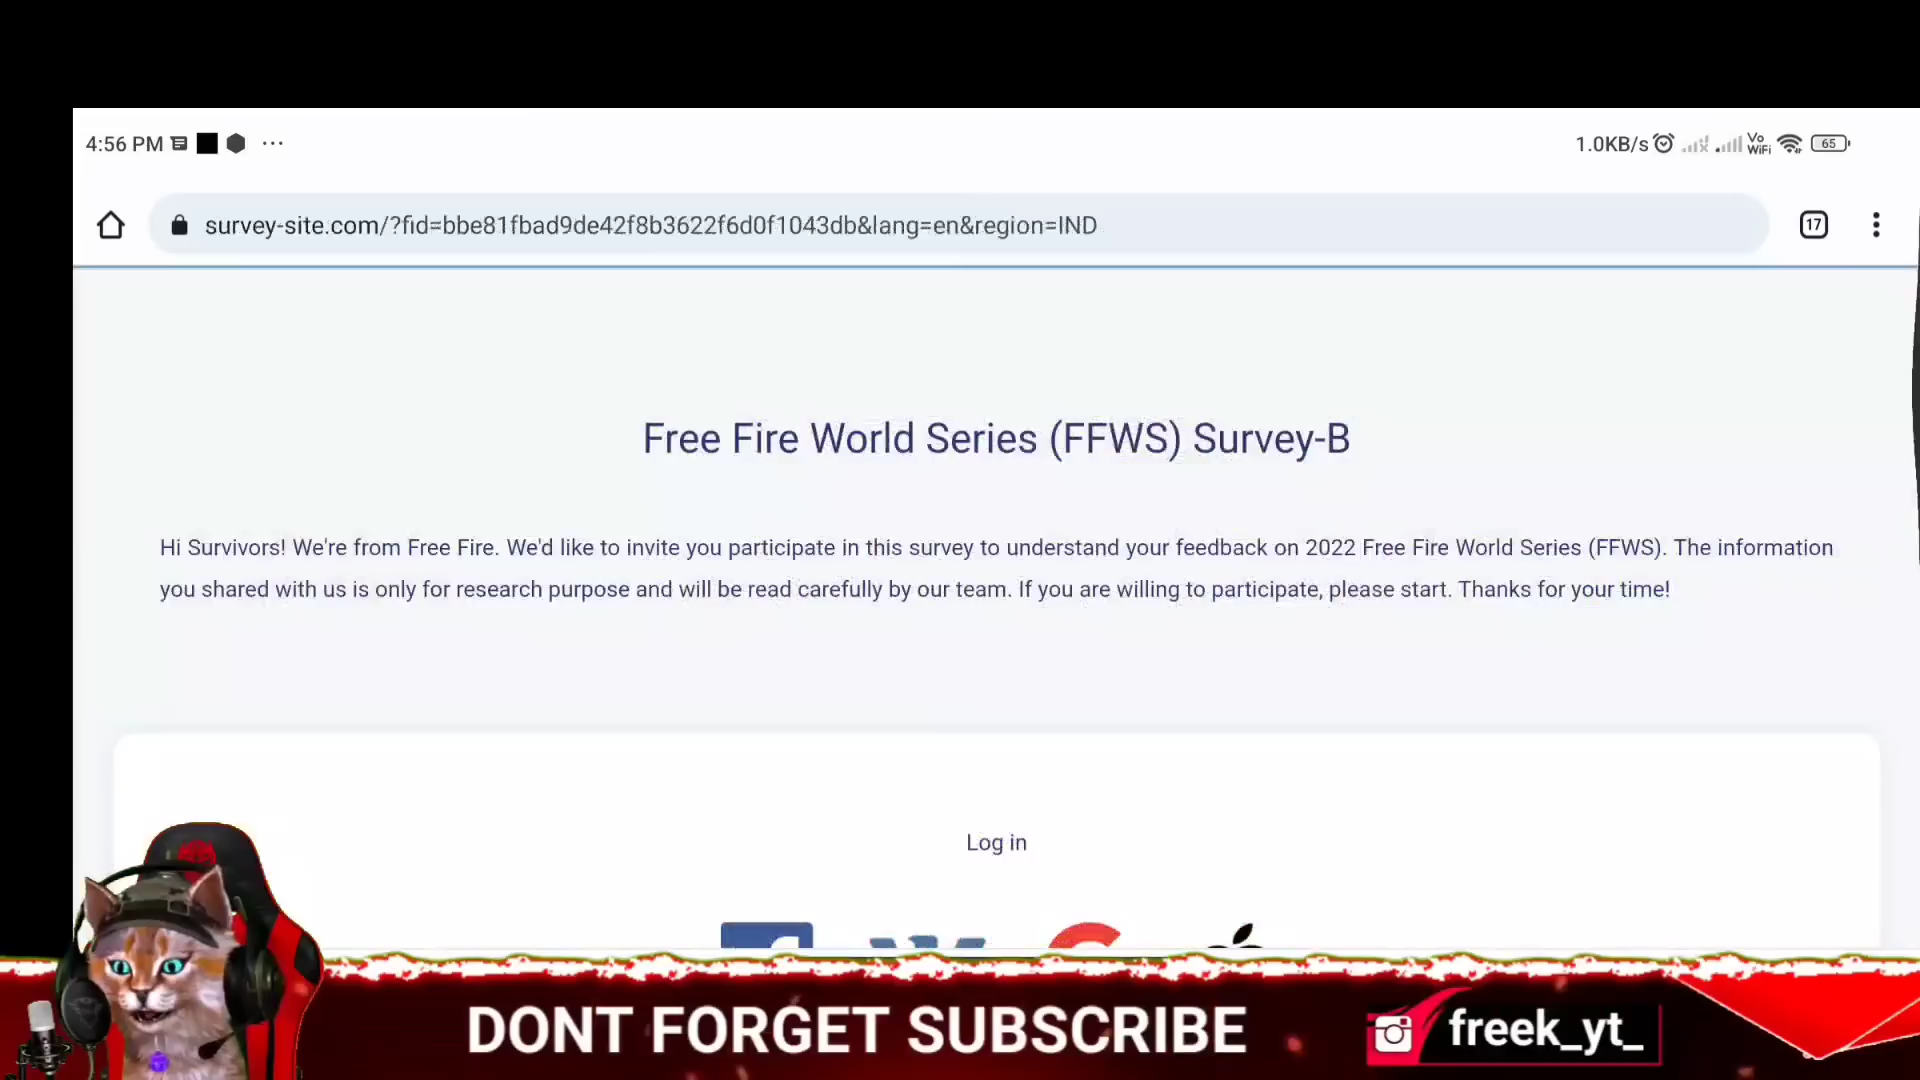 4:56 PM
1.0KB/s
Vo
WiFi
65
survey-site.com/?fid=bbe81fbad9de42f8b3622f6d0f1043db&lang=en&region=IND
17
Free Fire World Series (FFWS) Survey-B
Hi Survivors! We're from Free Fire. We'd like to invite you participate in this survey to understand your feedback on 2022 Free Fire World Series (FFWS). The information
you shared with us is only for research purpose and will be read carefully by our team. If you are willing to participate, please start. Thanks for your time!
Log in
DONT FORGET SUBSCRIBE
freek_yt_